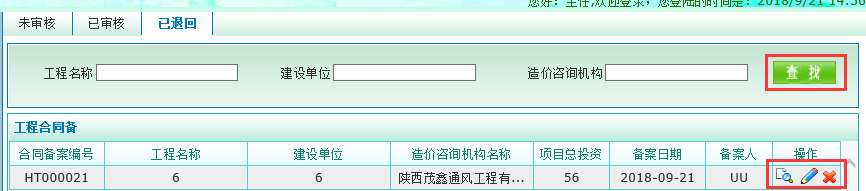 您好！主任,欢迎登录，您登陆的时间是：2018/9/21 14:36
未审核 已审核 已退回
工程名称 建设单位 造价咨询机构 查 找
工程合同备
合同备案编号 工程名称 建设单位 造价咨询机构名称 项目总投资 备案日期 备案人 操作
HT000021 6 6 陕西茂鑫通风工程有... 56 2018-09-21 UU